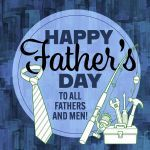 HAPPY
Father's
DAY
TO ALL
FATHERS
AND MEN!